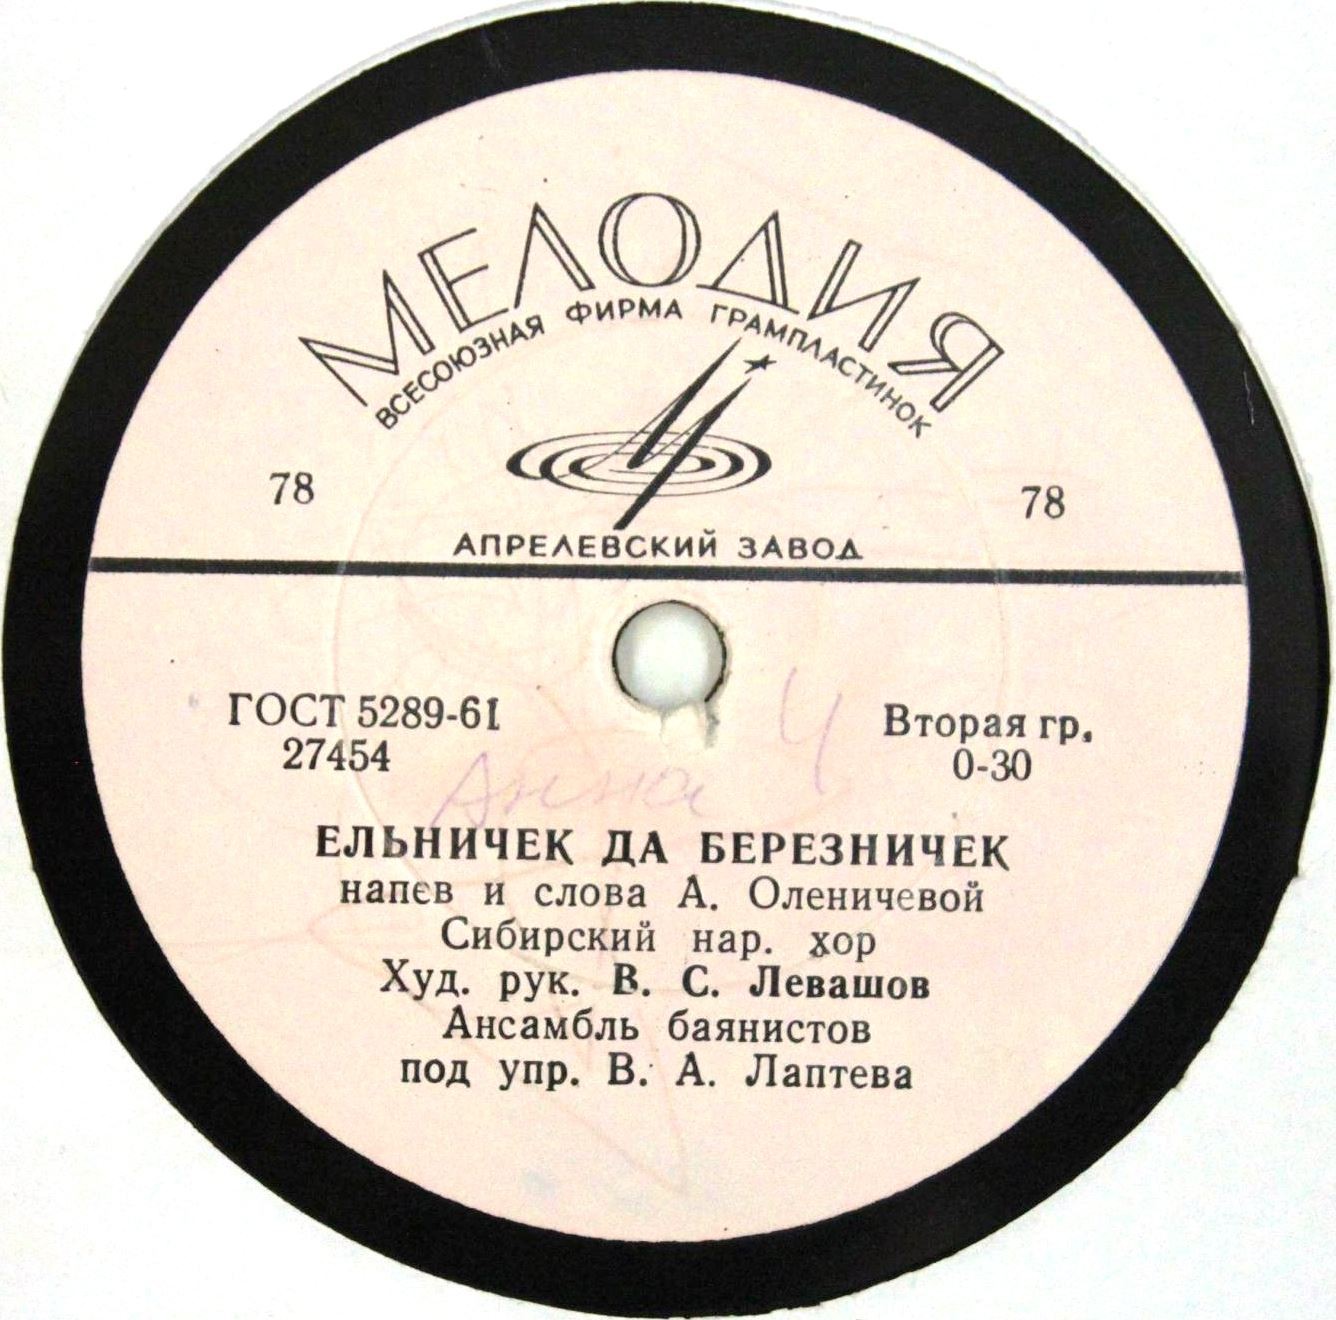 МЕЛОДИЯ
ВСЕСОЮЗНАЯ ФИРМА ГРАМПЛАСТИНОК
78 78
АПРЕЛЕВСКИЙ ЗАВОД
ГОСТ 5289-61 Вторая гр.
27454 0-30
Анна Ч
ЕЛЬНИЧЕК ДА БЕРЕЗНИЧЕК
напев и слова А. Оленичевой
Сибирский нар. хор
Худ. рук. В. С. Левашов
Ансамбль баянистов
под упр. В. А. Лаптева